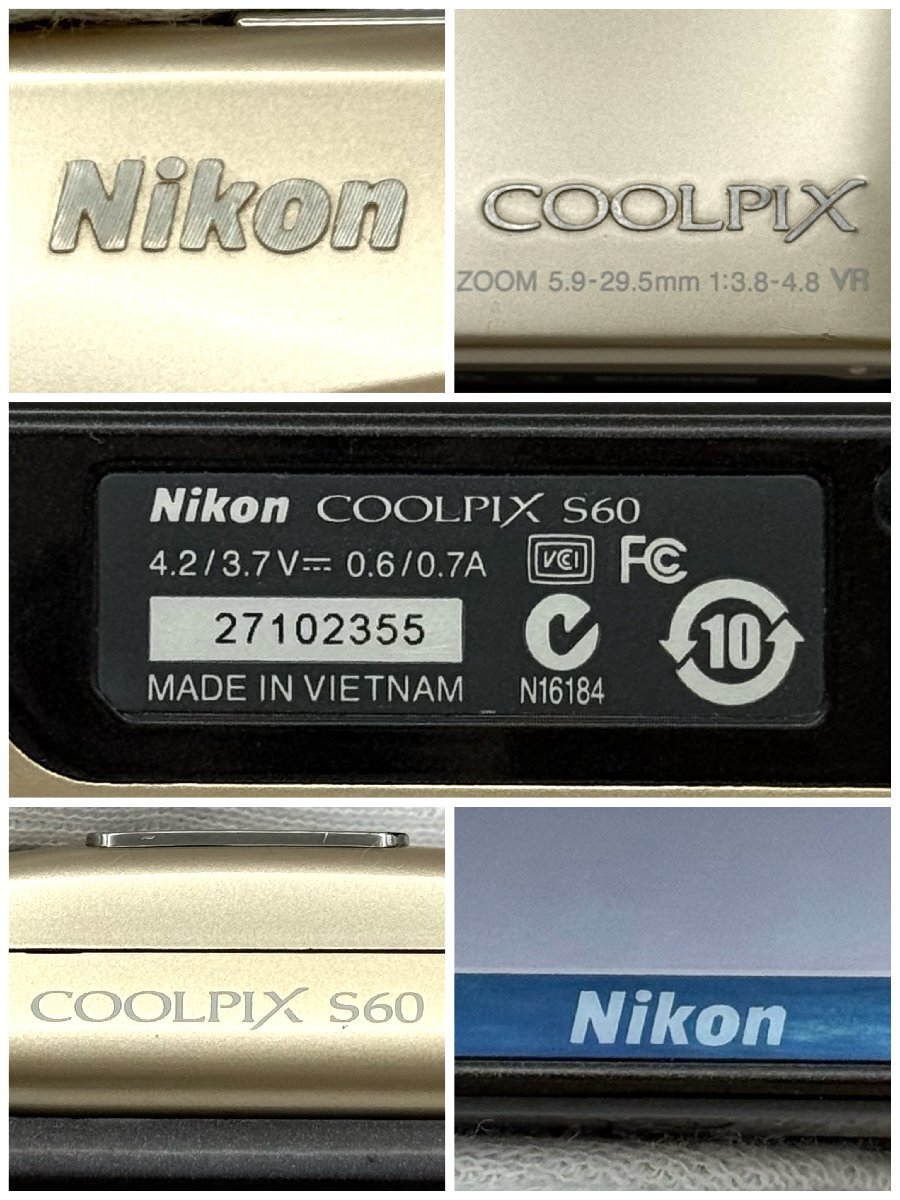 Nikon
COOLPIX
ZOOM 5.9-29.5mm 1:3.8-4.8 VR
Nikon COOLPIX S60
4.2/3.7V⎓ 0.6/0.7A VCCI FC
27102355
10
MADE IN VIETNAM N16184
COOLPIX S60
Nikon